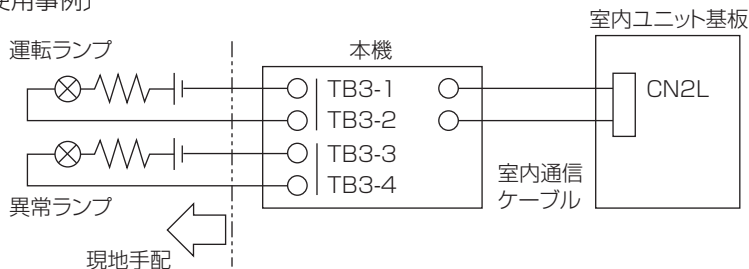 使用事例〕
室内ユニット基板
運転ランプ
本機
TB3-1
CN2L
TB3-2
TB3-3
室内通信
ケーブル
TB3-4
異常ランプ
現地手配